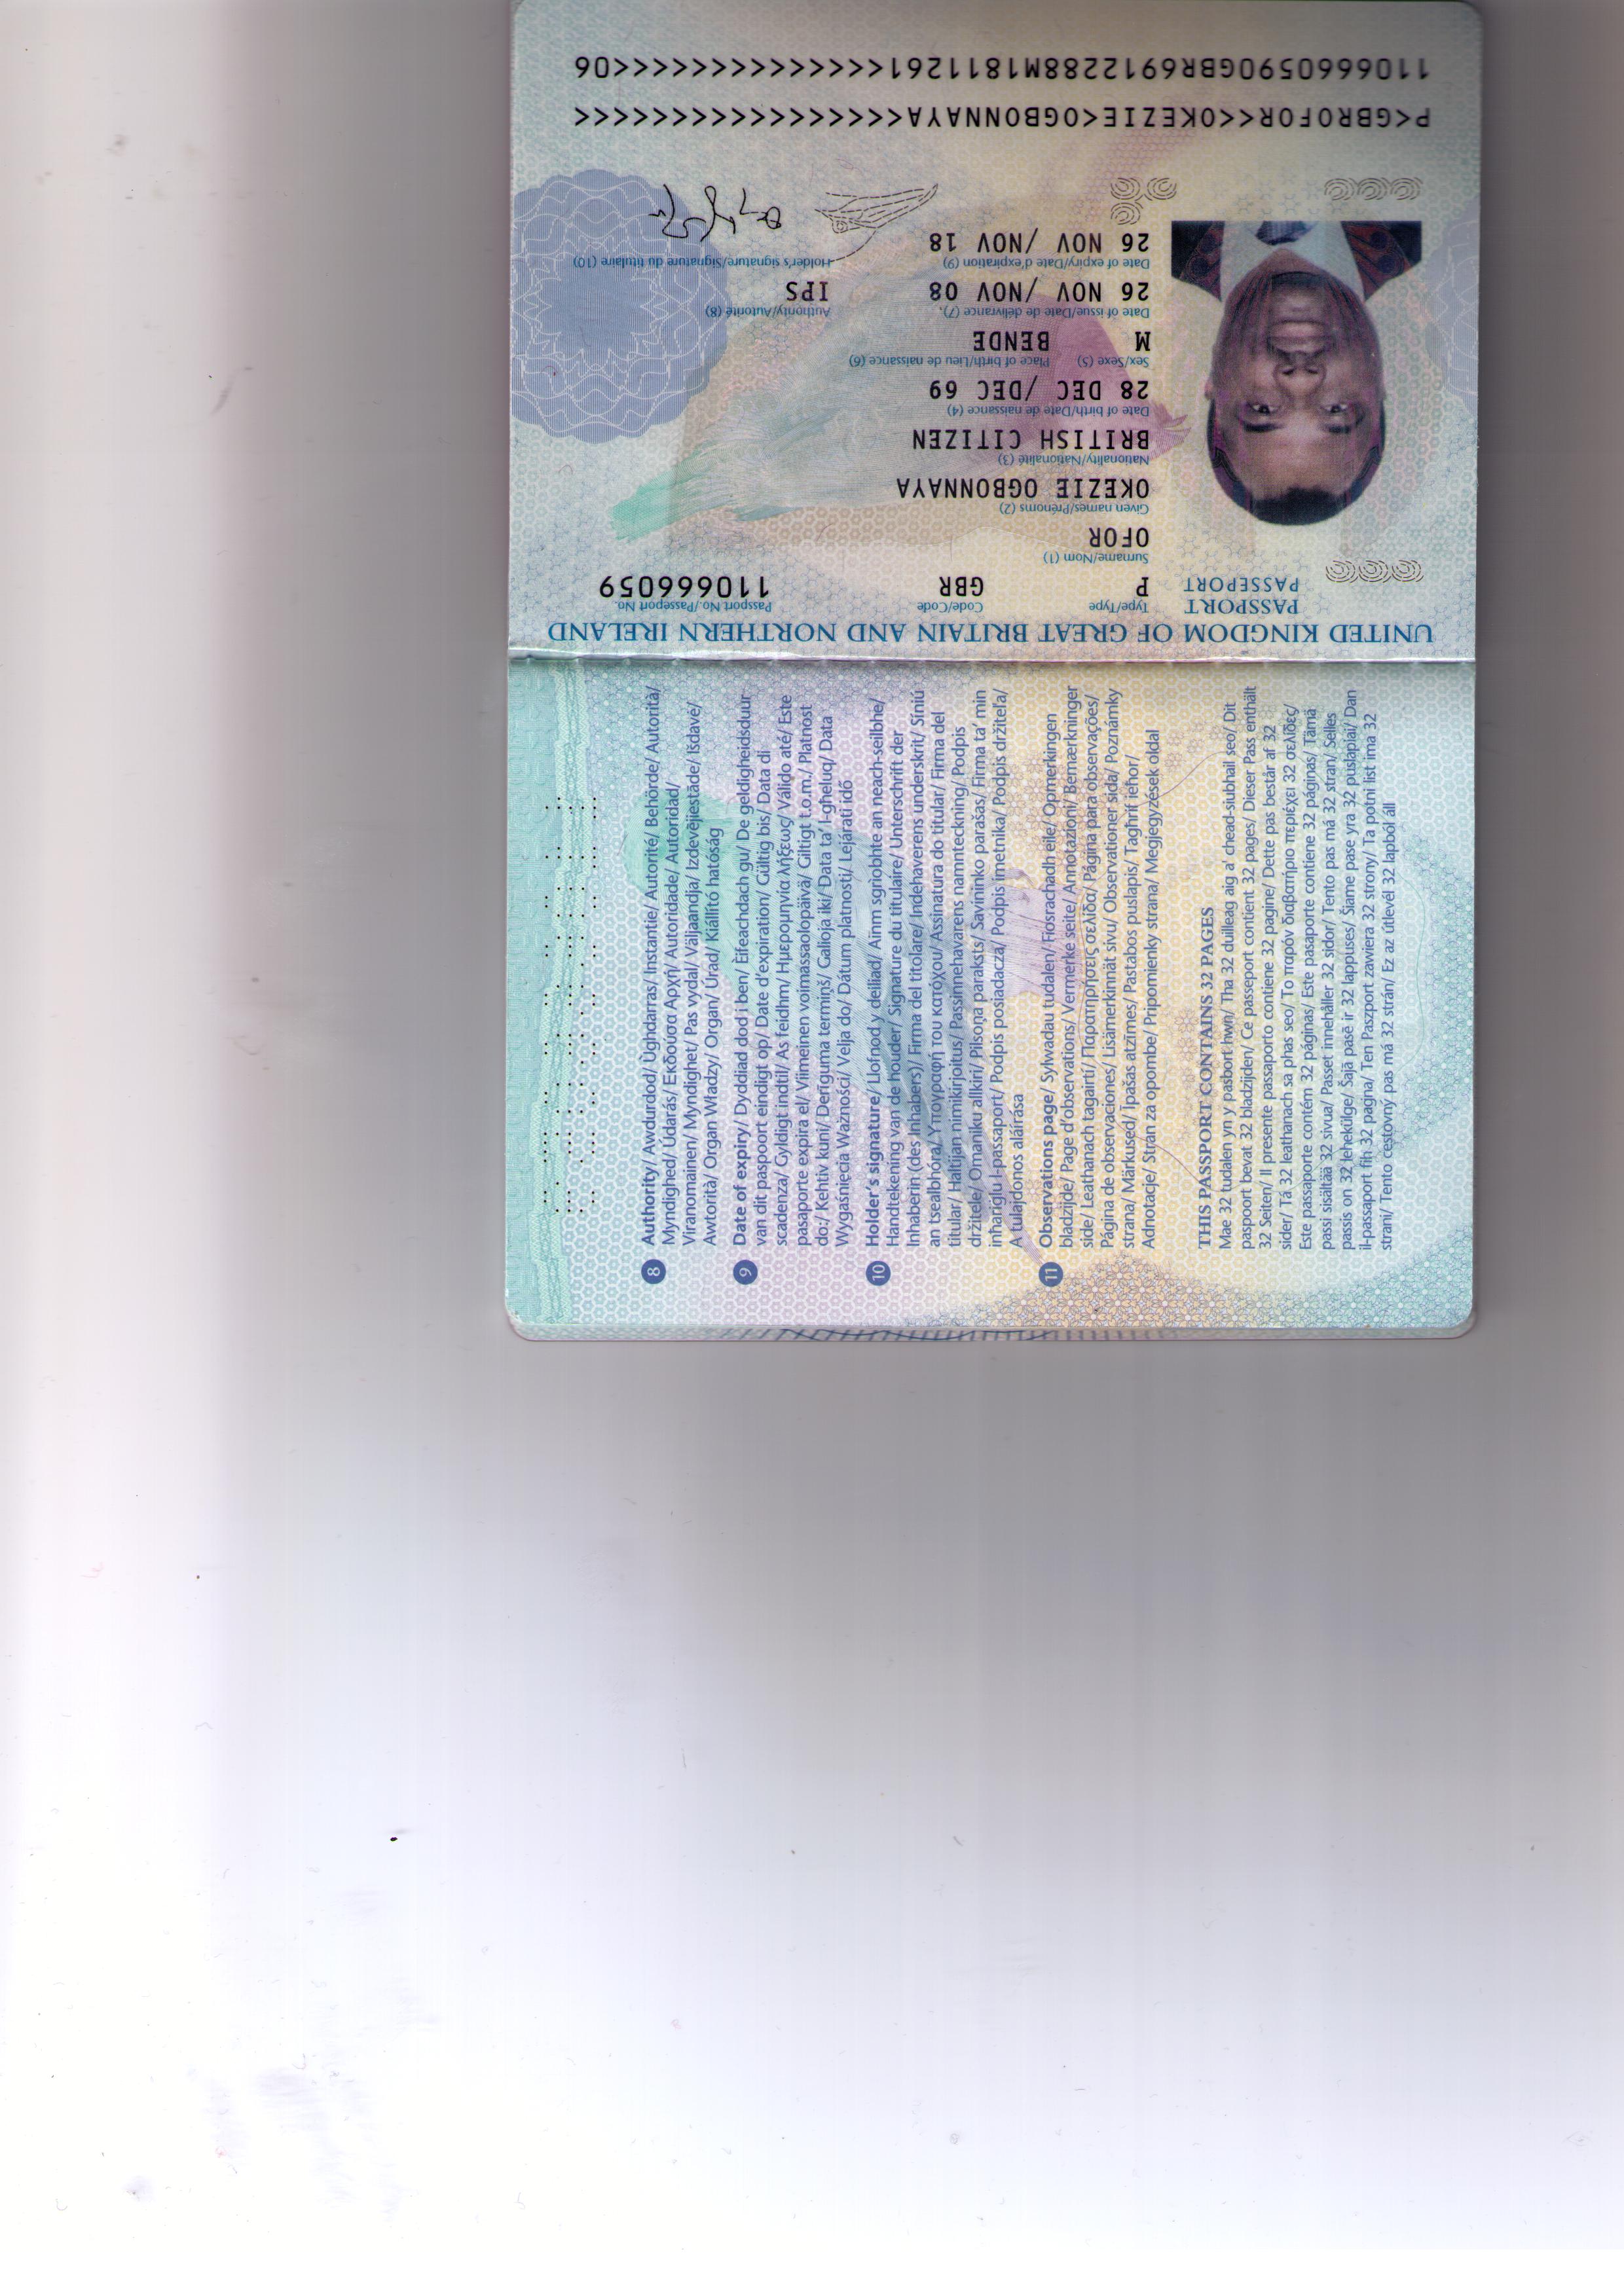 8 Authority/ Awdurdod/ Ùghdarras/ Instantie/ Autorité/ Behörde/ Autorità/
Myndighed/ Údarás/ Εκδούσα Αρχή/ Autoridade/ Autoridad/
Viranomainen/ Myndighet/ Pas vydal/ Väljaandja/ Izdevējiestāde/ Išdavė/
Awtorità/ Organ Władzy/ Organ/ Úrad/ Kiállító hatóság
9 Date of expiry/ Dyddiad dod i ben/ Èifeachdach gu/ De geldigheidsduur
van dit paspoort eindigt op/ Date d'expiration/ Gültig bis/ Data di
scadenza/ Gyldigt indtil/ As feidhm/ Ημερομηνία λήξεως/ Válido até/ Este
pasaporte expira el/ Viimeinen voimassaolopäivä/ Giltigt t.o.m./ Platnost
do:/ Kehtiv kuni/ Derīguma termiņš/ Galioja iki/ Data ta' l-għeluq/ Data
Wygaśnięcia Ważności/ Velja do/ Dátum platnosti/ Lejárati idő
10 Holder's signature/ Llofnod y deiliad/ Ainm sgriobhte an neach-seilbhe/
Handtekening van de houder/ Signature du titulaire/ Unterschrift der
Inhaberin (des Inhabers)/ Firma del titolare/ Indehaverens underskrit/ Síniú
an tsealbhóra/ Υπογραφή του κατόχου/ Assinatura do titular/ Firma del
titular/ Haltijan nimikirjoitus/ Passinnehavarens namnteckning/ Podpis
držitele/ Omaniku allkiri/ Pilsoņa paraksts/ Savininko parašas/ Firma ta' min
inħariġlu l-passaport/ Podpis posiadacza/ Podpis imetnika/ Podpis držiteľa/
A tulajdonos aláírása
11 Observations page/ Sylwadau tudalen/ Fiosrachadh eile/ Opmerkingen
bladzijde/ Page d'observations/ Vermerke seite/ Annotazioni/ Bemærkninger
side/ Leathanach tagairtí/ Παρατηρήσεις σελίδα/ Página para observações/
Página de observaciones/ Lisämerkinnät sivu/ Observationer sida/ Poznámky
strana/ Märkused/ Īpašas atzīmes/ Pastabos puslapis/ Tagħrif ieħor/
Adnotacje/ Stran za opombe/ Pripomienky strana/ Megjegyzések oldal
THIS PASSPORT CONTAINS 32 PAGES
Mae 32 tudalen yn y pasbort hwn/ Tha 32 duilleag aig a' chead-siubhail seo/ Dit
paspoort bevat 32 bladzijden/ Ce passeport contient 32 pages/ Dieser Pass enthält
32 Seiten/ Il presente passaporto contiene 32 pagine/ Dette pas består af 32
sider/ Tá 32 leathanach sa phas seo/ Το παρόν διαβατήριο περιέχει 32 σελίδες/
Este passaporte contém 32 páginas/ Este pasaporte contiene 32 páginas/ Tämä
passi sisältää 32 sivua/ Passet innehåller 32 sidor/ Tento pas má 32 stran/ Selles
passis on 32 lehekülge/ Šajā pasē ir 32 lappuses/ Šiame pase yra 32 puslapiai/ Dan
il-passaport fih 32 paġna/ Ten Paszport zawiera 32 strony/ Ta potni list ima 32
strani/ Tento cestovný pas má 32 strán/ Ez az útlevél 32 lapból áll
UNITED KINGDOM OF GREAT BRITAIN AND NORTHERN IRELAND
PASSPORT Type/Type Code/Code Passport No./Passeport No.
PASSEPORT P GBR 110666059
Surname/Nom (1)
OFOR
Given names/Prénoms (2)
OKEZIE OGBONNAYA
Nationality/Nationalité (3)
BRITISH CITIZEN
Date of birth/Date de naissance (4)
28 DEC /DEC 69
Sex/Sexe (5) Place of birth/Lieu de naissance (6)
M BENDE
Date of issue/Date de délivrance (7) Authority/Autorité (8)
26 NOV /NOV 08 IPS
Date of expiry/Date d'expiration (9) Holder's signature/Signature du titulaire (10)
26 NOV /NOV 18
P<GBROFOR<<OKEZIE<OGBONNAYA<<<<<<<<<<<<<<<<<
1106660590GBR6912288M1811261<<<<<<<<<<<<<<06